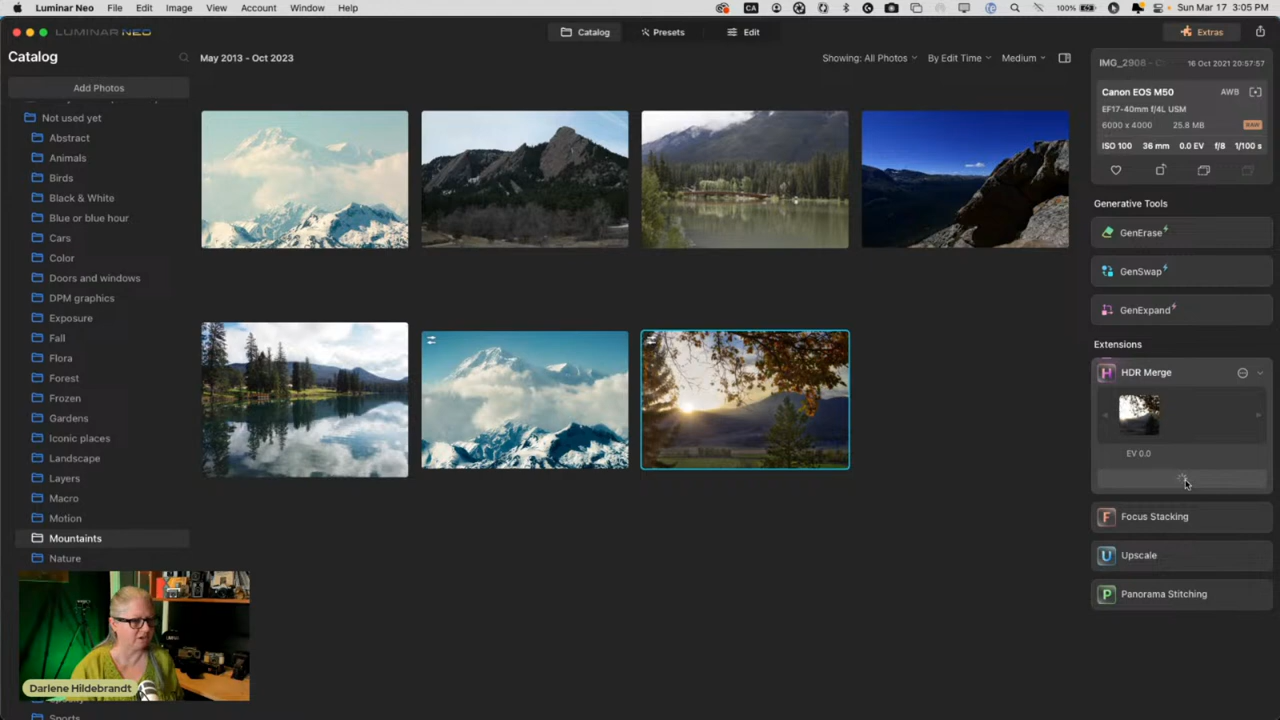 Luminar Neo File Edit Image View Account Window Help
CA 100% Sun Mar 17 3:05 PM
LUMINAR NEO
Catalog Presets Edit
Extras
Catalog
Add Photos
Not used yet
Abstract
Animals
Birds
Black & White
Blue or blue hour
Cars
Color
Doors and windows
DPM graphics
Exposure
Fall
Flora
Forest
Frozen
Gardens
Iconic places
Landscape
Layers
Macro
Motion
Mountaints
Nature
Sports
May 2013 - Oct 2023
Showing: All Photos By Edit Time Medium
IMG_2908 - 16 Oct 2021 20:57:57
Canon EOS M50 AWB
EF17-40mm f/4L USM
6000 x 4000 25.8 MB RAW
ISO 100 36 mm 0.0 EV f/8 1/100 s
Generative Tools
GenErase
GenSwap
GenExpand
Extensions
H HDR Merge
EV 0.0
F Focus Stacking
U Upscale
P Panorama Stitching
Darlene Hildebrandt